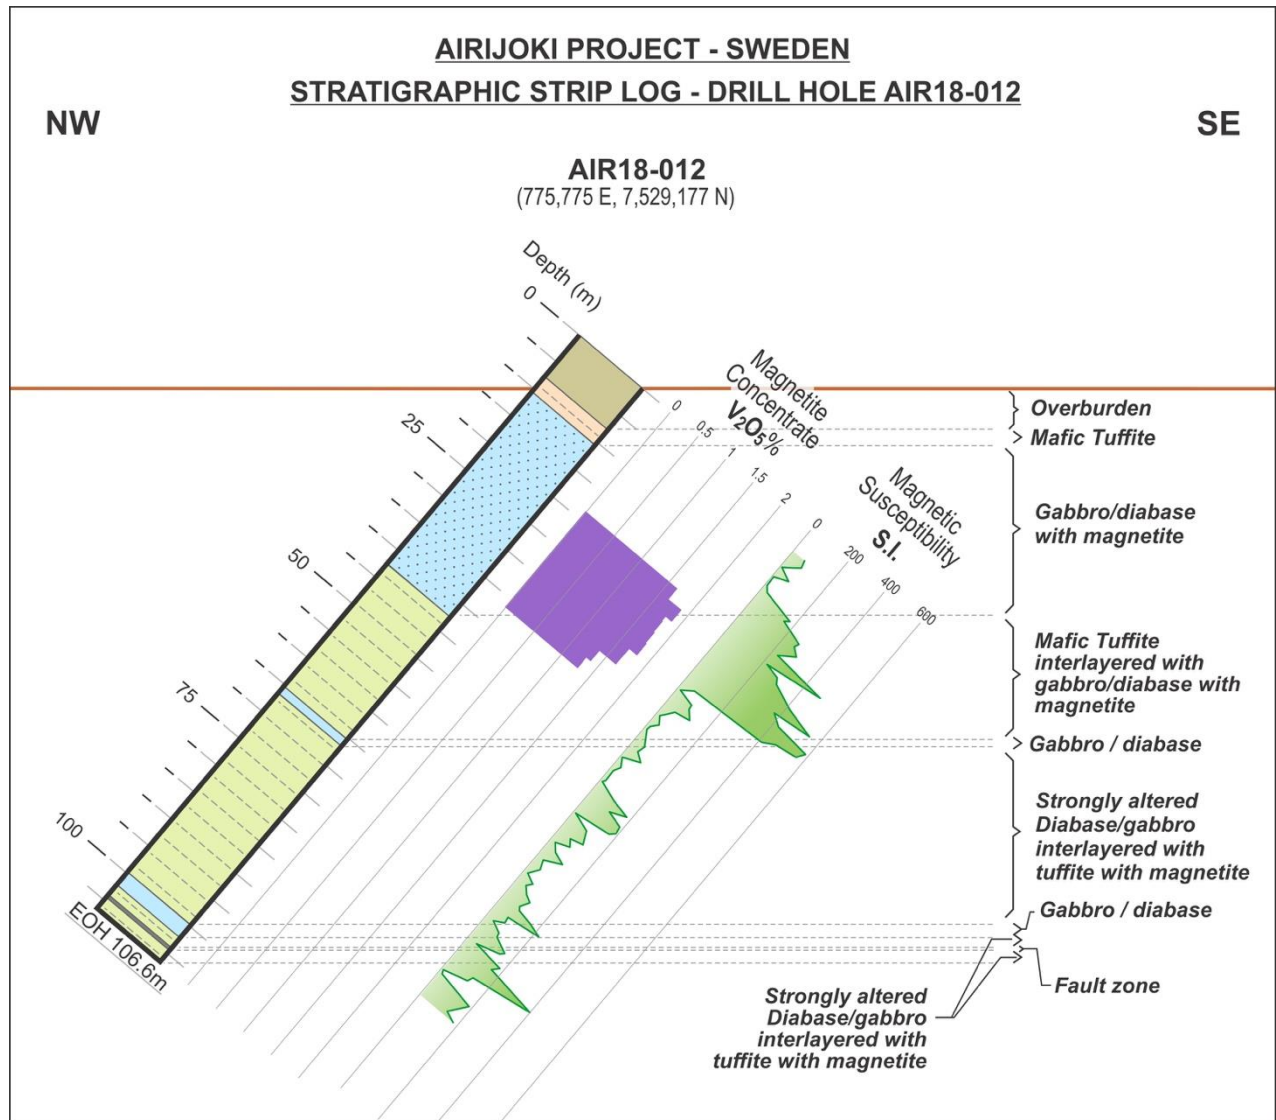 AIRIJOKI PROJECT - SWEDEN
STRATIGRAPHIC STRIP LOG - DRILL HOLE AIR18-012
NW
SE
AIR18-012
(775,775 E, 7,529,177 N)
Depth (m)
0
25
50
75
100
EOH 106.6m
Magnetite
Concentrate
V₂O₅%
0
0.5
1
1.5
2
Magnetic
Susceptibility
S.I.
0
200
400
600
Overburden
Mafic Tuffite
Gabbro/diabase
with magnetite
Mafic Tuffite
interlayered with
gabbro/diabase with
magnetite
Gabbro / diabase
Strongly altered
Diabase/gabbro
interlayered with
tuffite with magnetite
Gabbro / diabase
Fault zone
Strongly altered
Diabase/gabbro
interlayered with
tuffite with magnetite